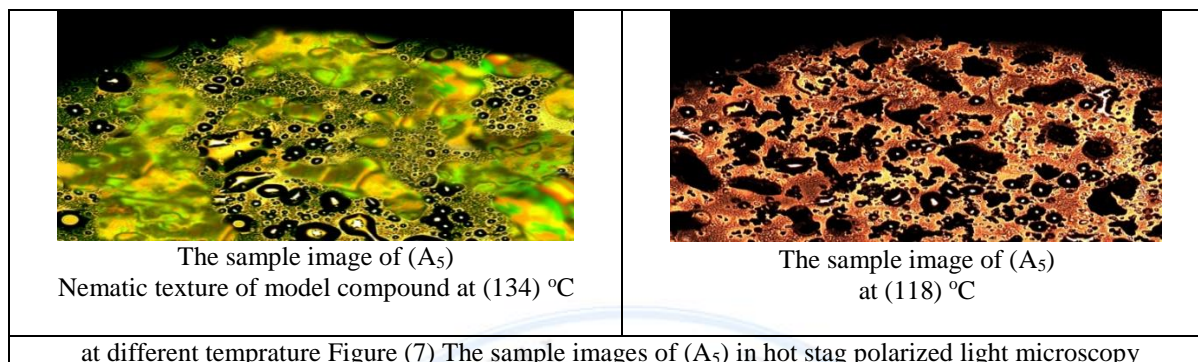 The sample image of (A₅)
Nematic texture of model compound at (134) °C
The sample image of (A₅)
at (118) °C
at different temprature Figure (7) The sample images of (A₅) in hot stag polarized light microscopy